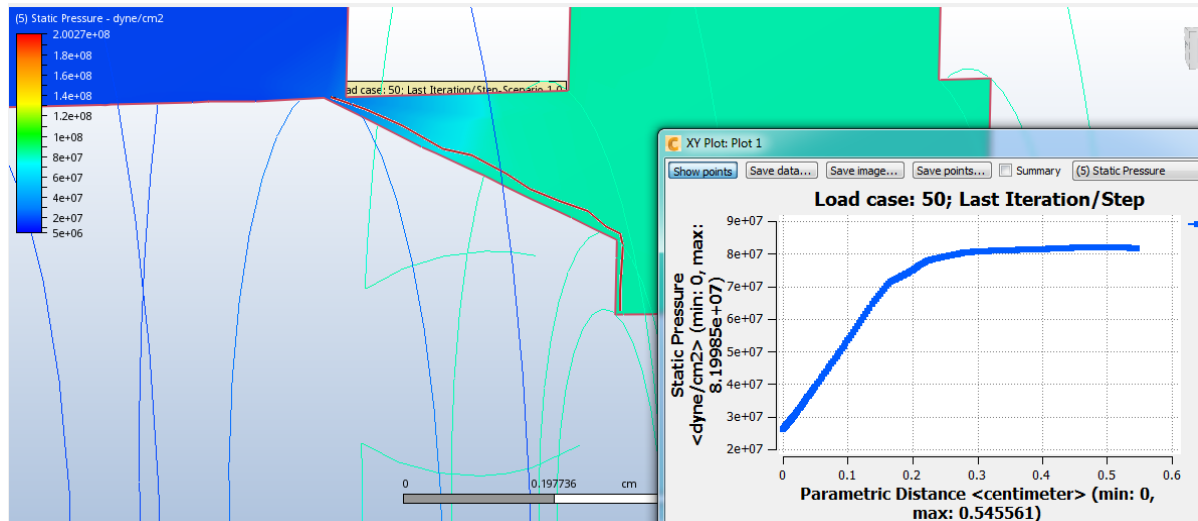 (5) Static Pressure - dyne/cm2
2.0027e+08
1.8e+08
1.6e+08
1.4e+08
1.2e+08
1e+08
8e+07
6e+07
4e+07
2e+07
5e+06
ad case: 50; Last Iteration/Step-Scenario 1 0
0 0.197736 cm
XY Plot: Plot 1
Show points Save data... Save image... Save points... Summary (5) Static Pressure
Load case: 50; Last Iteration/Step
Static Pressure
<dyne/cm2> (min: 0, max:
8.19985e+07)
9e+07
8e+07
7e+07
6e+07
5e+07
4e+07
3e+07
2e+07
0 0.1 0.2 0.3 0.4 0.5 0.6
Parametric Distance <centimeter> (min: 0,
max: 0.545561)